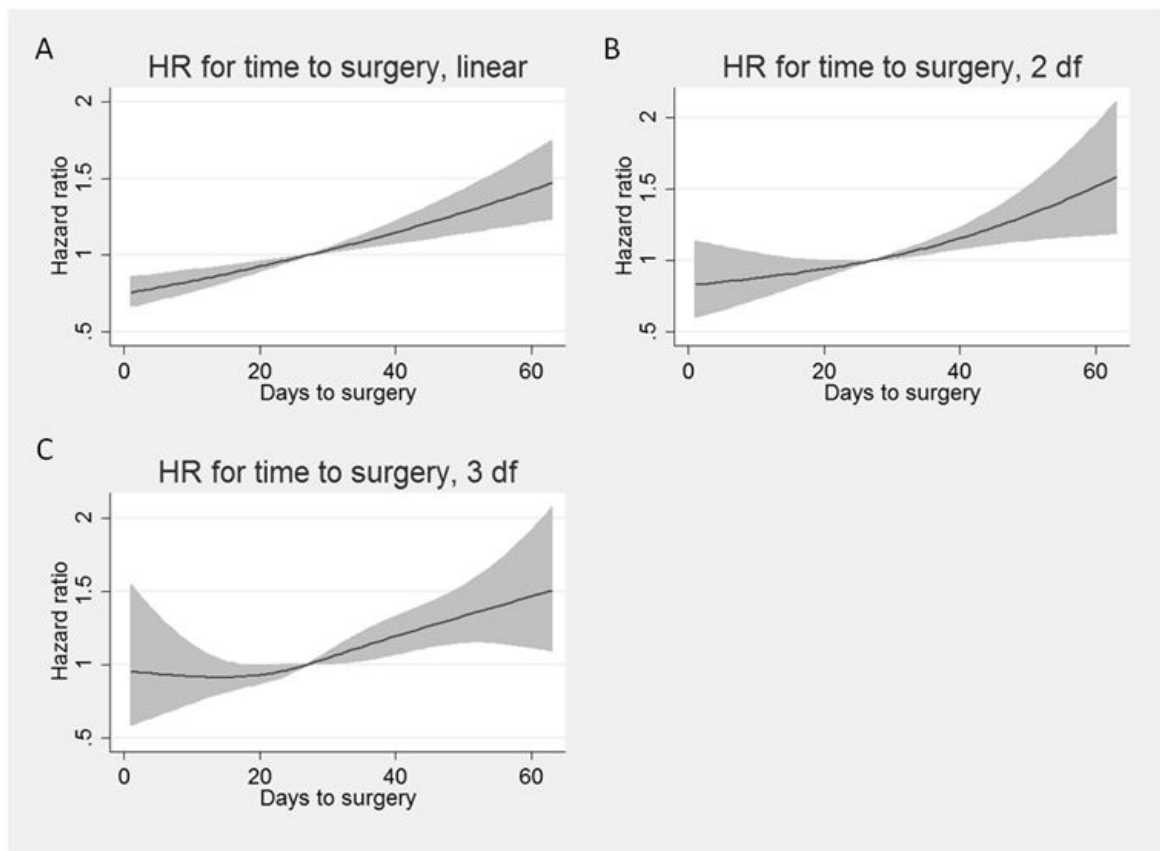 A
HR for time to surgery, linear
Hazard ratio
2
1.5
1
.5
0 20 40 60
Days to surgery
B
HR for time to surgery, 2 df
Hazard ratio
2
1.5
1
.5
0 20 40 60
Days to surgery
C
HR for time to surgery, 3 df
Hazard ratio
2
1.5
1
.5
0 20 40 60
Days to surgery